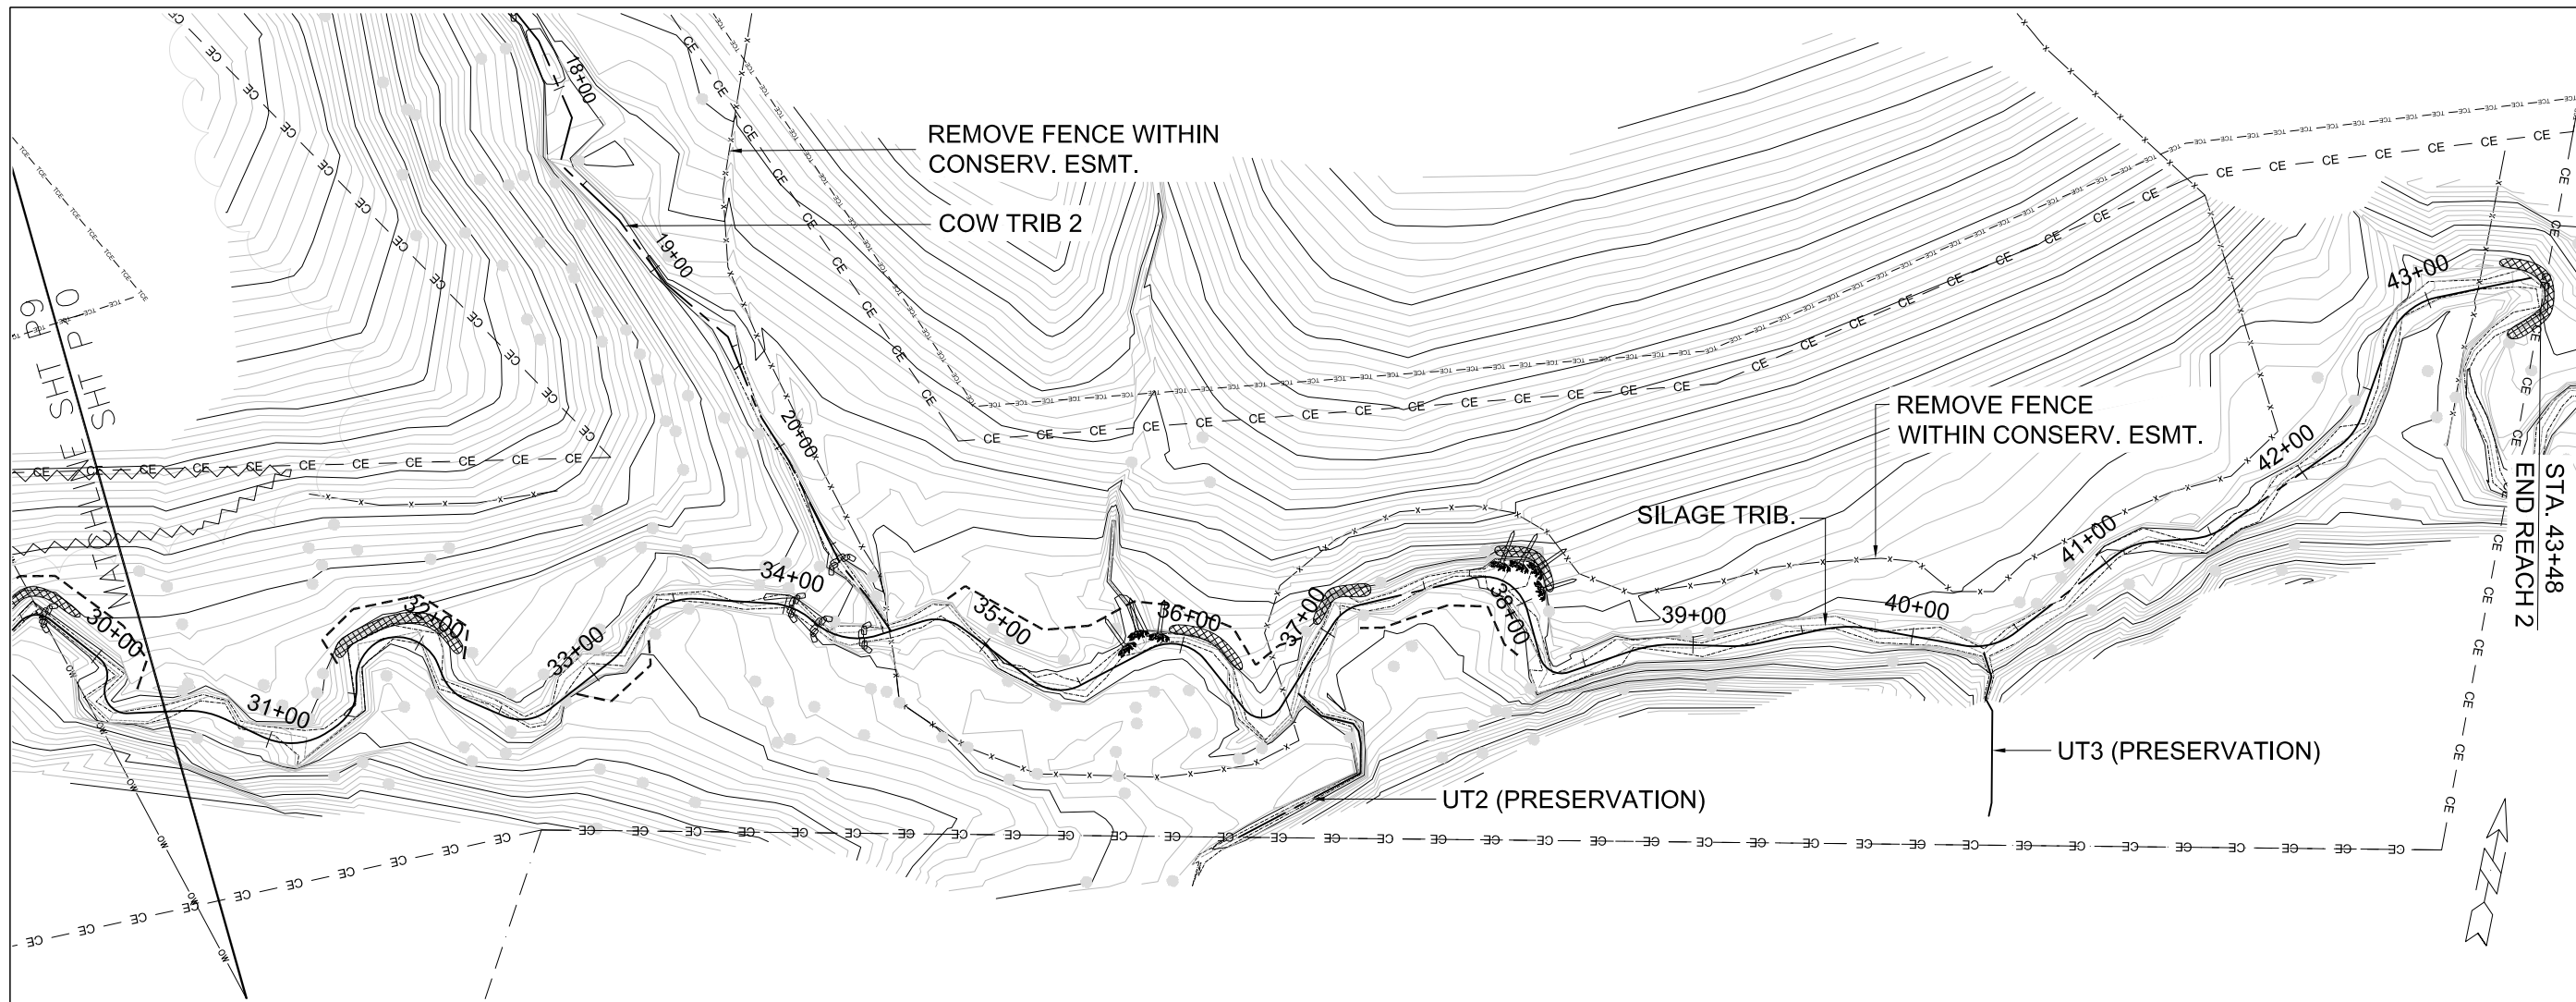 18+00
REMOVE FENCE WITHIN
CONSERV. ESMT.
COW TRIB 2
19+00
20+00
SHT P9
REMOVE FENCE
WITHIN CONSERV. ESMT.
SILAGE TRIB.
30+00
31+00
32+00
33+00
34+00
35+00
36+00
37+00
38+00
39+00
40+00
41+00
42+00
43+00
STA. 43+48
END REACH 2
UT2 (PRESERVATION)
UT3 (PRESERVATION)
CE
TCE
OW